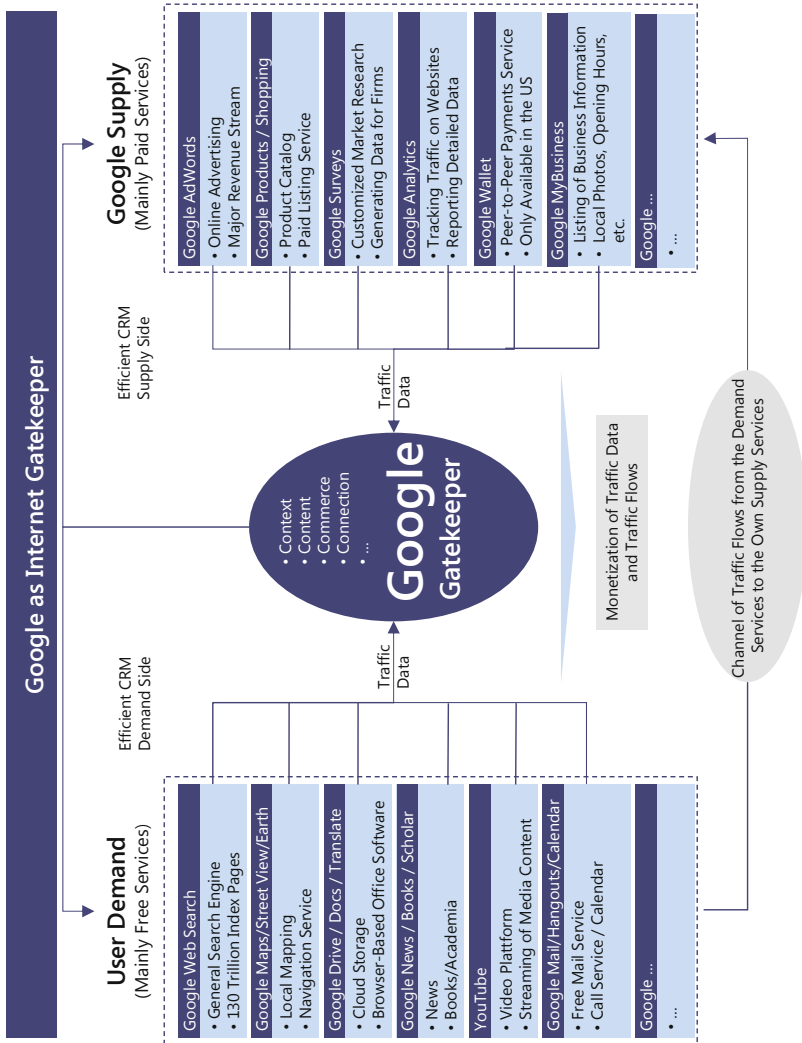 Google as Internet Gatekeeper
User Demand
(Mainly Free Services)
Google Web Search
• General Search Engine
• 130 Trillion Index Pages
Google Maps/Street View/Earth
• Local Mapping
• Navigation Service
Google Drive / Docs / Translate
• Cloud Storage
• Browser-Based Office Software
Google News / Books / Scholar
• News
• Books/Academia
YouTube
• Video Plattform
• Streaming of Media Content
Google Mail/Hangouts/Calendar
• Free Mail Service
• Call Service / Calendar
Google ...
• ...
Efficient CRM
Demand Side
Traffic
Data
• Context
• Content
• Commerce
• Connection
• ...
Google
Gatekeeper
Monetization of Traffic Data
and Traffic Flows
Efficient CRM
Supply Side
Traffic
Data
Google Supply
(Mainly Paid Services)
Google AdWords
• Online Advertising
• Major Revenue Stream
Google Products / Shopping
• Product Catalog
• Paid Listing Service
Google Surveys
• Customized Market Research
• Generating Data for Firms
Google Analytics
• Tracking Traffic on Websites
• Reporting Detailed Data
Google Wallet
• Peer-to-Peer Payments Service
• Only Available in the US
Google MyBusiness
• Listing of Business Information
• Local Photos, Opening Hours,
etc.
Google ...
• ...
Channel of Traffic Flows from the Demand
Services to the Own Supply Services